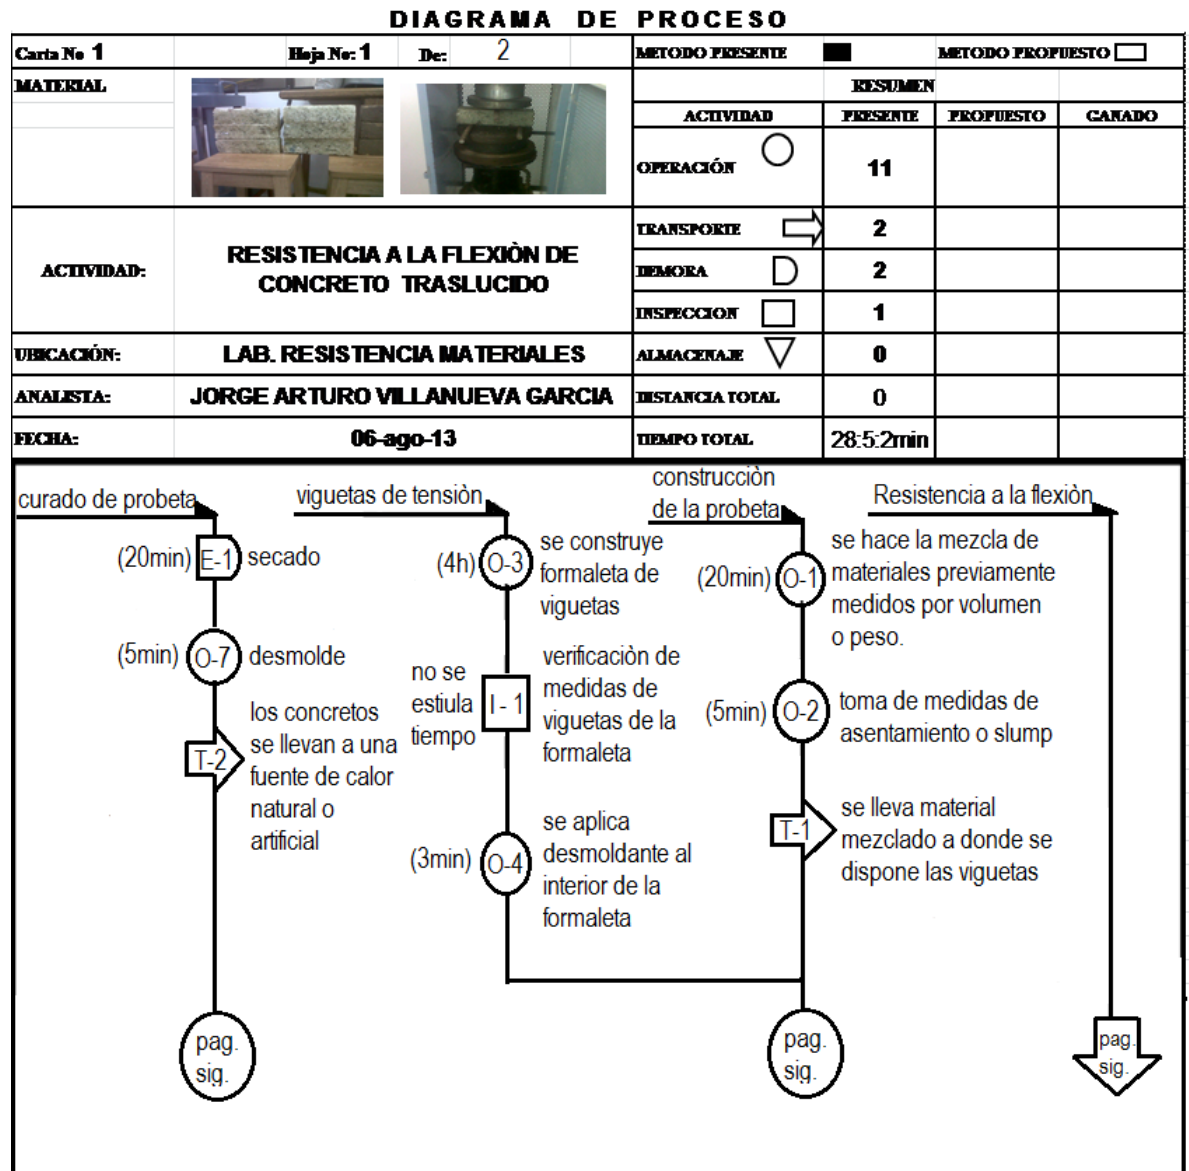 DIAGRAMA DE PROCESO
Carta No 1 Hoja No: 1 De: 2 METODO PRESENTE METODO PROPUESTO
MATERIAL RESUMEN
ACTIVIDAD PRESENTE PROPUESTO GANADO
OPERACIÓN 11
TRANSPORTE 2
ACTIVIDAD: RESISTENCIA A LA FLEXIÒN DE
CONCRETO TRASLUCIDO
DEMORA 2
INSPECCION 1
UBICACIÓN: LAB. RESISTENCIA MATERIALES ALMACENAJE 0
ANALISTA: JORGE ARTURO VILLANUEVA GARCIA DISTANCIA TOTAL 0
FECHA: 06-ago-13 TIEMPO TOTAL 28:5:2min
curado de probeta
(20min) E-1 secado
(5min) O-7 desmolde
T-2
los concretos
se llevan a una
fuente de calor
natural o
artificial
pag.
sig.
viguetas de tensiòn
(4h) O-3
se construye
formaleta de
viguetas
no se
estiula
tiempo
I-1
verificaciòn de
medidas de
viguetas de la
formaleta
(3min) O-4
se aplica
desmoldante al
interior de la
formaleta
construcciòn
de la probeta
(20min) O-1
se hace la mezcla de
materiales previamente
medidos por volumen
o peso.
(5min) O-2
toma de medidas de
asentamiento o slump
T-1
se lleva material
mezclado a donde se
dispone las viguetas
pag.
sig.
Resistencia a la flexiòn
pag.
sig.